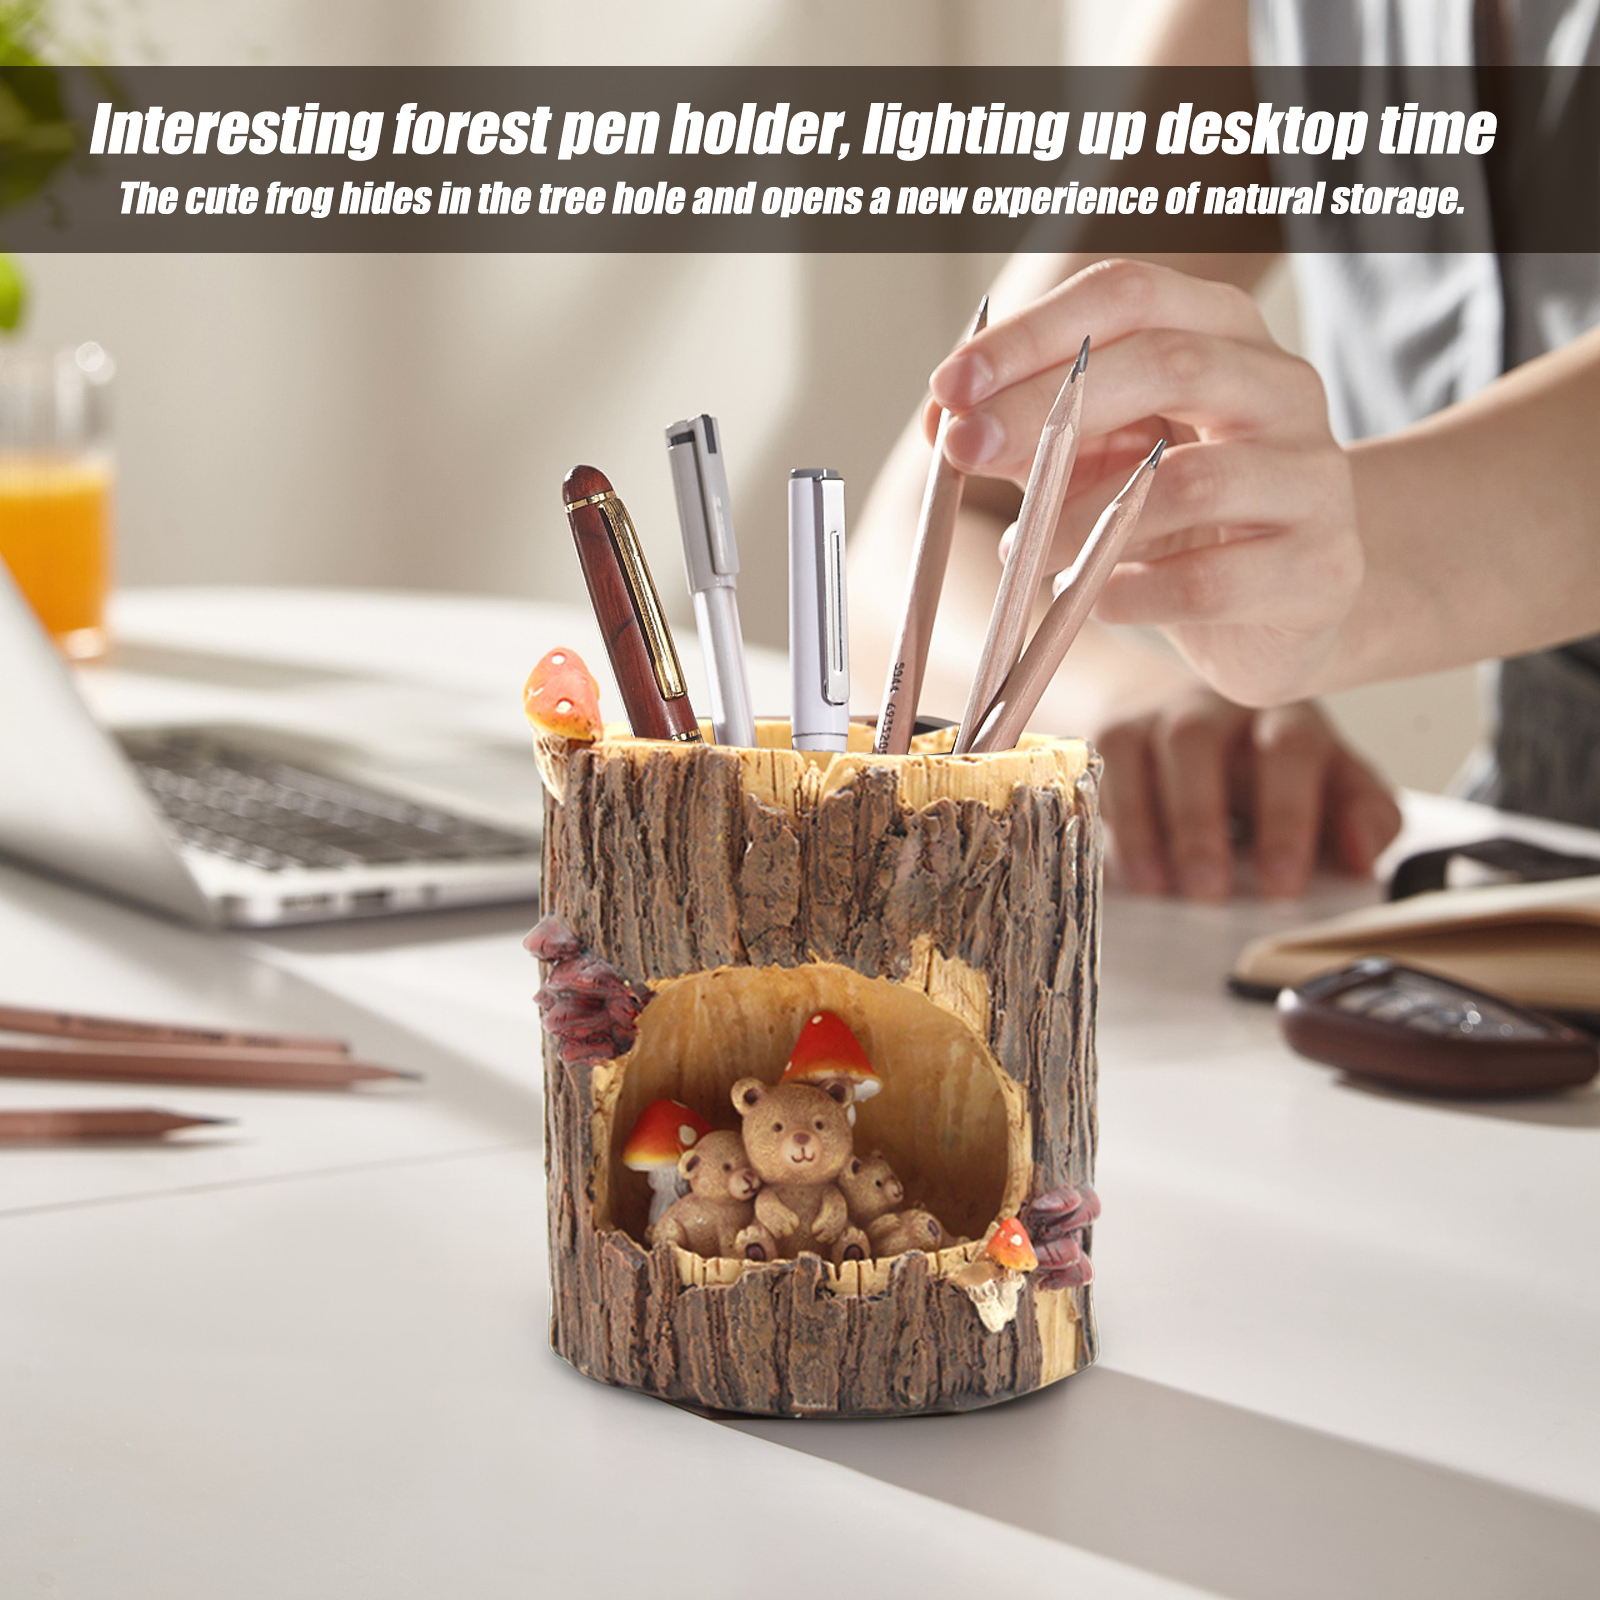 Interesting forest pen holder, lighting up desktop time
The cute frog hides in the tree hole and opens a new experience of natural storage.